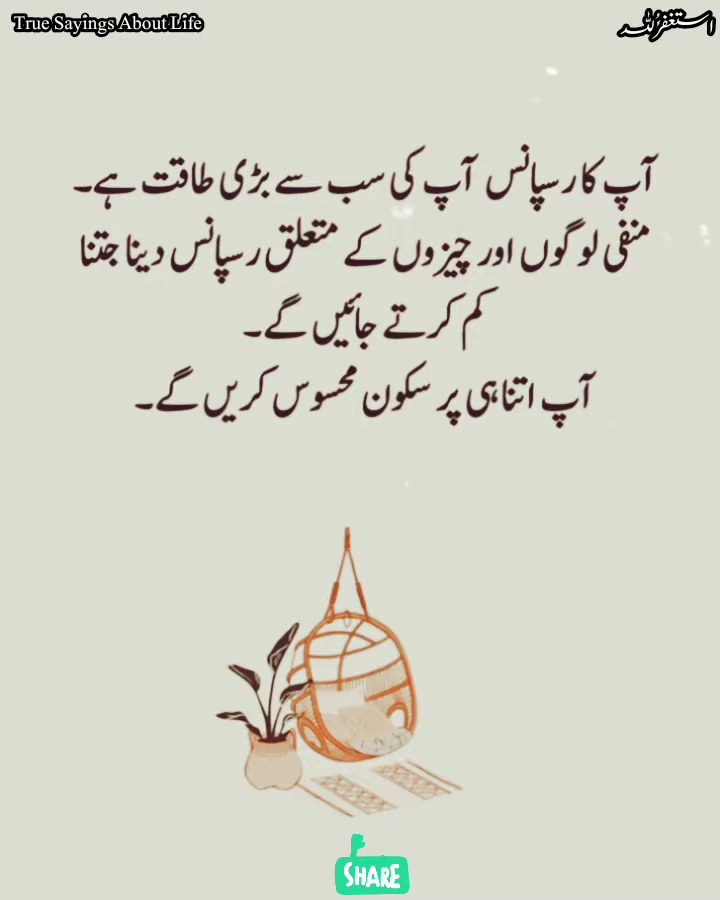 True Sayings About Life
استغفراللہ
آپ کا رسپانس آپ کی سب سے بڑی طاقت ہے۔
منفی لوگوں اور چیزوں کے متعلق رسپانس دینا جتنا
کم کرتے جائیں گے۔
آپ اتنا ہی پر سکون محسوس کریں گے۔
SHARE